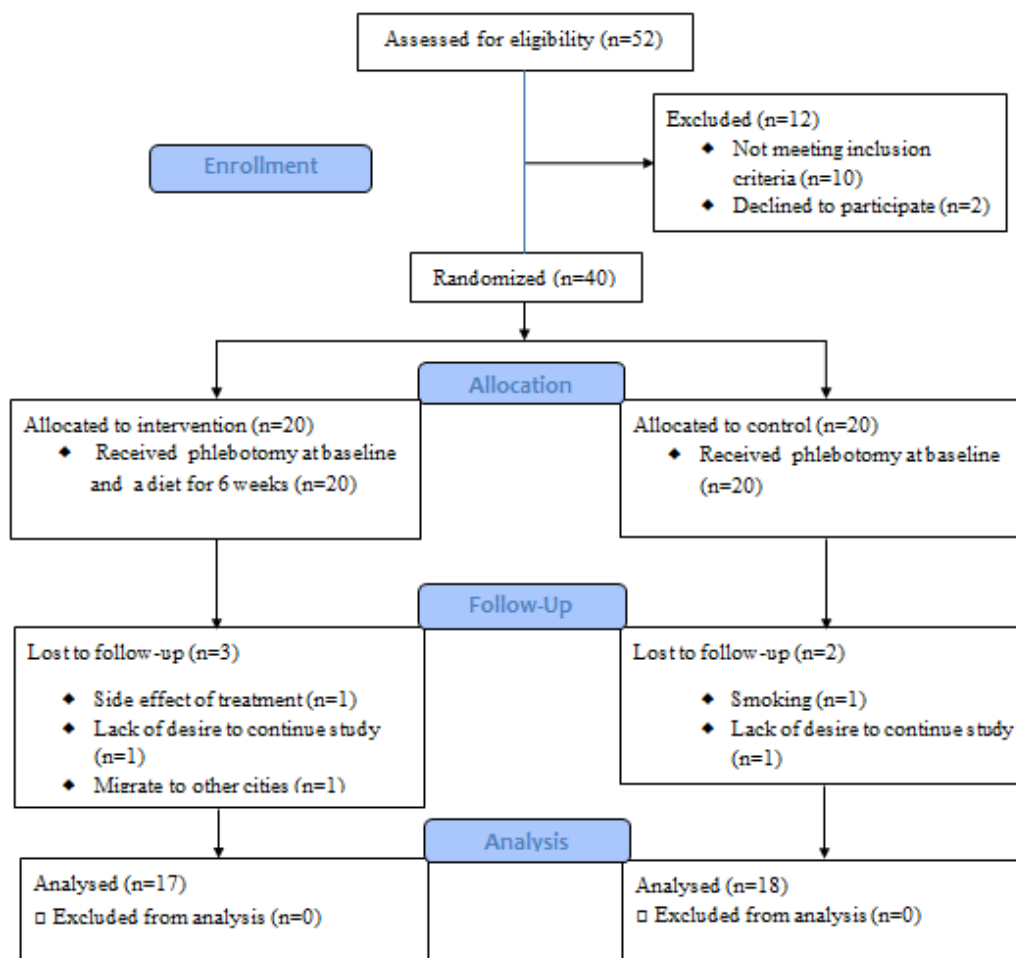 Assessed for eligibility (n=52)
Excluded (n=12)
◆ Not meeting inclusion
criteria (n=10)
◆ Declined to participate (n=2)
Enrollment
Randomized (n=40)
Allocation
Allocated to intervention (n=20)
◆ Received phlebotomy at baseline
and a diet for 6 weeks (n=20)
Allocated to control (n=20)
◆ Received phlebotomy at baseline
(n=20)
Follow-Up
Lost to follow-up (n=3)
◆ Side effect of treatment (n=1)
◆ Lack of desire to continue study
(n=1)
◆ Migrate to other cities (n=1)
Lost to follow-up (n=2)
◆ Smoking (n=1)
◆ Lack of desire to continue study
(n=1)
Analysis
Analysed (n=17)
□ Excluded from analysis (n=0)
Analysed (n=18)
□ Excluded from analysis (n=0)